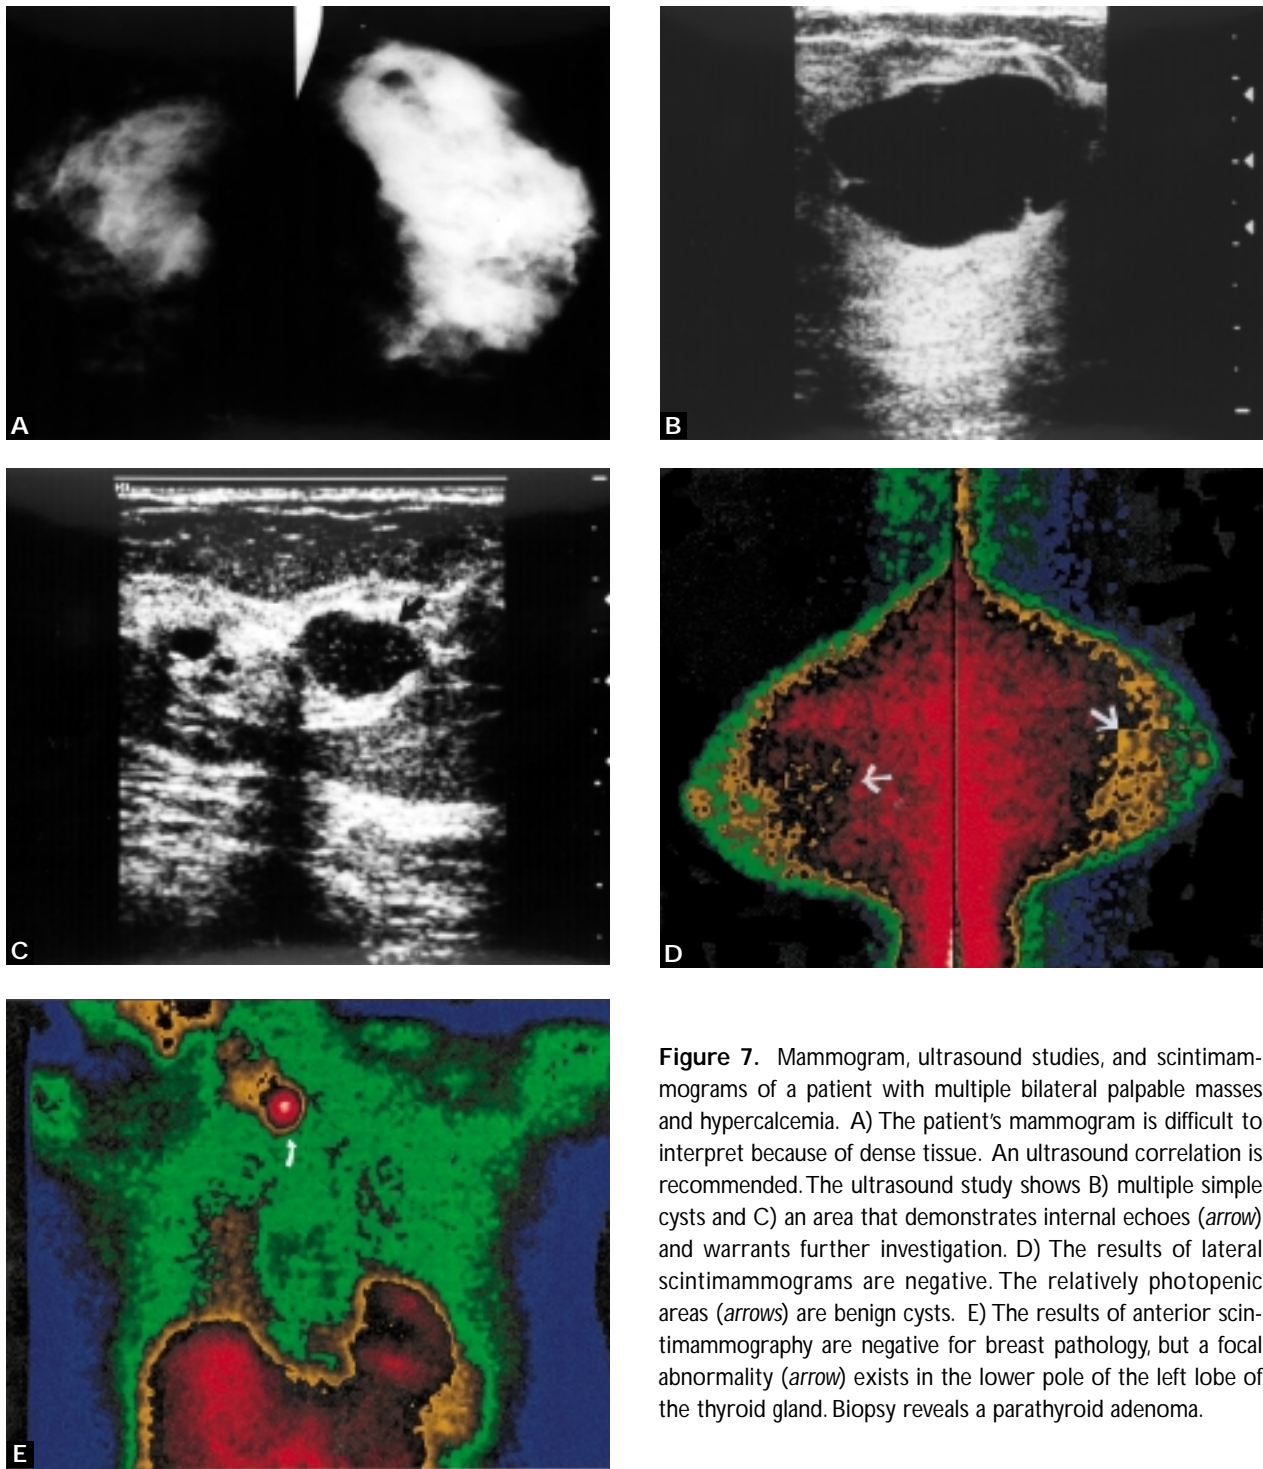 A
B
C
D
E
Figure 7. Mammogram, ultrasound studies, and scintimam-
mograms of a patient with multiple bilateral palpable masses
and hypercalcemia. A) The patient's mammogram is difficult to
interpret because of dense tissue. An ultrasound correlation is
recommended. The ultrasound study shows B) multiple simple
cysts and C) an area that demonstrates internal echoes (arrow)
and warrants further investigation. D) The results of lateral
scintimammograms are negative. The relatively photopenic
areas (arrows) are benign cysts. E) The results of anterior scin-
timammography are negative for breast pathology, but a focal
abnormality (arrow) exists in the lower pole of the left lobe of
the thyroid gland. Biopsy reveals a parathyroid adenoma.